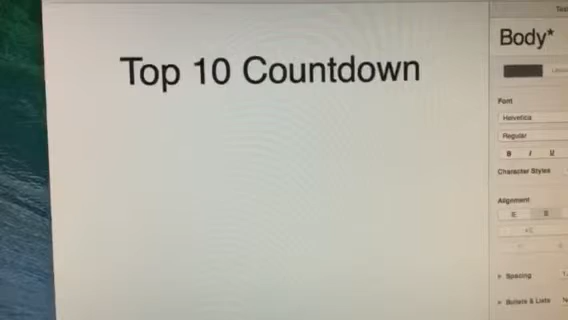 Top 10 Countdown
Body*
Font
Helvetica
Regular
B I U
Character Styles
Alignment
Spacing
Bullets & Lists